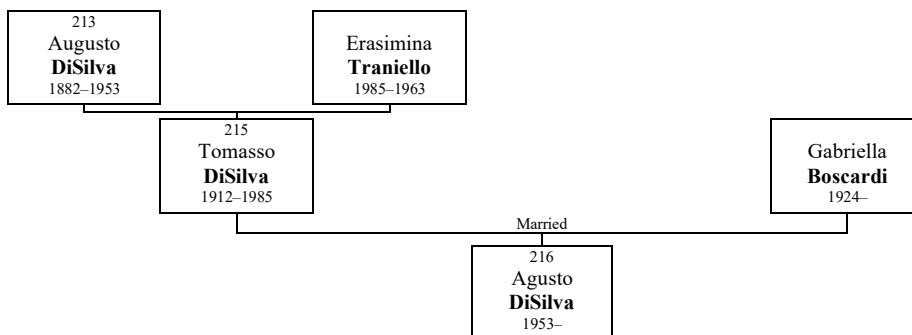 213
Augusto
DiSilva
1882–1953
Erasimina
Traniello
1985–1963
215
Tomasso
DiSilva
1912–1985
Gabriella
Boscardi
1924–
Married
216
Agusto
DiSilva
1953–